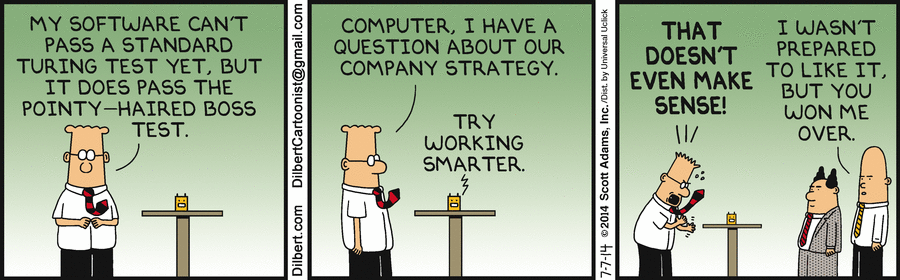 MY SOFTWARE CAN'T
PASS A STANDARD
TURING TEST YET, BUT
IT DOES PASS THE
POINTY-HAIRED BOSS
TEST.
Dilbert.com DilbertCartoonist@gmail.com
COMPUTER, I HAVE A
QUESTION ABOUT OUR
COMPANY STRATEGY.
TRY
WORKING
SMARTER.
7-7-14 ©2014 Scott Adams, Inc. /Dist. by Universal Uclick
THAT
DOESN'T
EVEN MAKE
SENSE!
I WASN'T
PREPARED
TO LIKE IT,
BUT YOU
WON ME
OVER.